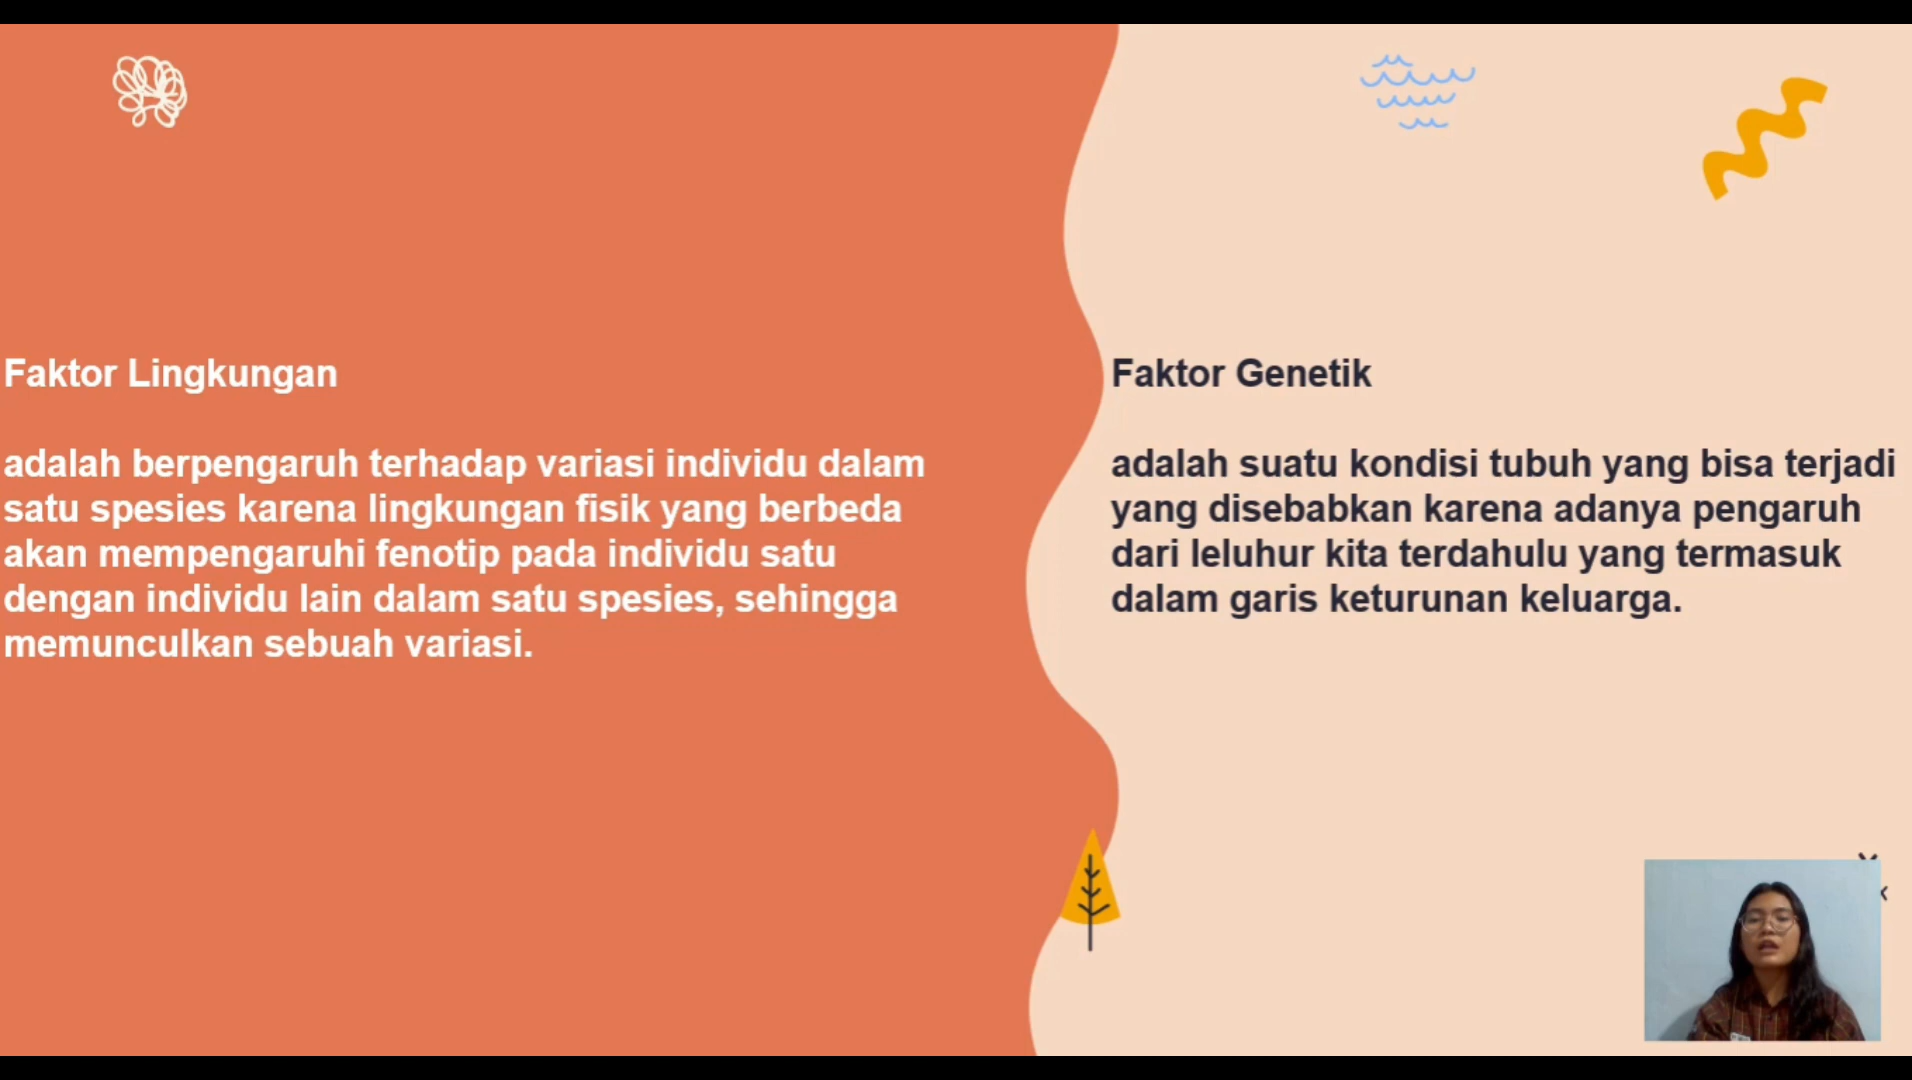 Faktor Lingkungan
adalah berpengaruh terhadap variasi individu dalam
satu spesies karena lingkungan fisik yang berbeda
akan mempengaruhi fenotip pada individu satu
dengan individu lain dalam satu spesies, sehingga
memunculkan sebuah variasi.
Faktor Genetik
adalah suatu kondisi tubuh yang bisa terjadi
yang disebabkan karena adanya pengaruh
dari leluhur kita terdahulu yang termasuk
dalam garis keturunan keluarga.